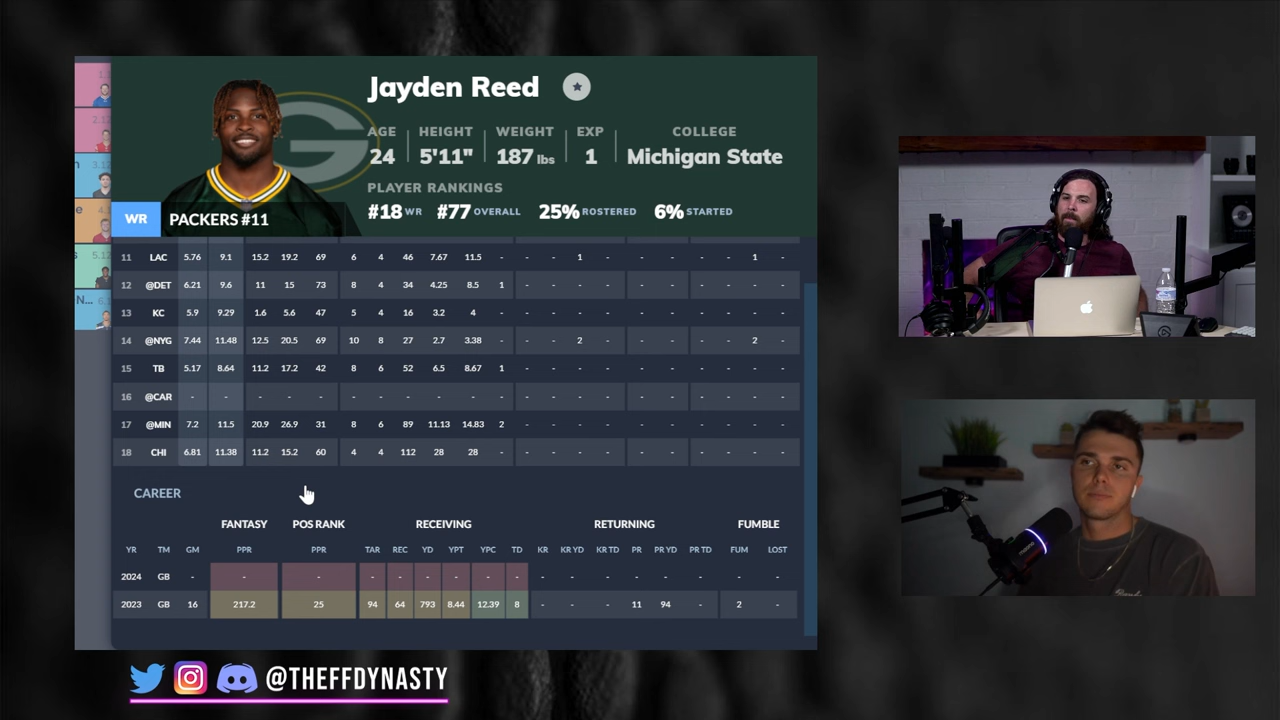 Jayden Reed
AGE HEIGHT WEIGHT EXP COLLEGE
24 5'11" 187 lbs 1 Michigan State
PLAYER RANKINGS
#18 WR #77 OVERALL 25% ROSTERED 6% STARTED
WR PACKERS #11
11 LAC 5.76 9.1 15.2 19.2 69 6 4 46 7.67 11.5 - - - 1 - - - - 1 -
12 @DET 6.21 9.6 11 15 73 8 4 34 4.25 8.5 1 - - - - - - - - - -
13 KC 5.9 9.29 1.6 5.6 47 5 4 16 3.2 4 - - - - - - - - - - -
14 @NYG 7.44 11.48 12.5 20.5 69 10 8 27 2.7 3.38 - - - - 2 - - - - 2 -
15 TB 5.17 8.64 11.2 17.2 42 8 6 52 6.5 8.67 1 - - - - - - - - - -
16 @CAR - - - - - - - - - - - - - - - - - - - - -
17 @MIN 7.2 11.5 20.9 26.9 31 8 6 89 11.13 14.83 2 - - - - - - - - - -
18 CHI 6.81 11.38 11.2 15.2 60 4 4 112 28 28 - - - - - - - - - - -
CAREER
FANTASY POS RANK RECEIVING RETURNING FUMBLE
YR TM GM PPR PPR TAR REC YD YPT YPC TD KR KR YD KR TD PR PR YD PR TD FUM LOST
2024 GB - - - - - - - - - - - - - - - - -
2023 GB 16 217.2 25 94 64 793 8.44 12.39 8 - - - 11 94 - 2 -
@THEFFDYNASTY